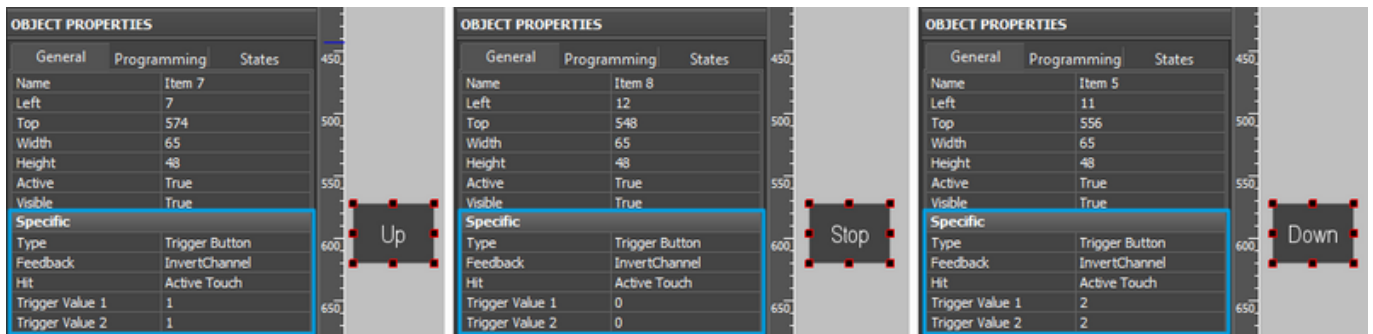 OBJECT PROPERTIES
General Programming States
Name Item 7
Left 7
Top 574
Width 65
Height 48
Active True
Visible True
Specific
Type Trigger Button
Feedback InvertChannel
Hit Active Touch
Trigger Value 1 1
Trigger Value 2 1
450
500
550
600
650
Up
OBJECT PROPERTIES
General Programming States
Name Item 8
Left 12
Top 548
Width 65
Height 48
Active True
Visible True
Specific
Type Trigger Button
Feedback InvertChannel
Hit Active Touch
Trigger Value 1 0
Trigger Value 2 0
450
500
550
600
650
Stop
OBJECT PROPERTIES
General Programming States
Name Item 5
Left 11
Top 556
Width 65
Height 48
Active True
Visible True
Specific
Type Trigger Button
Feedback InvertChannel
Hit Active Touch
Trigger Value 1 2
Trigger Value 2 2
450
500
550
600
650
Down